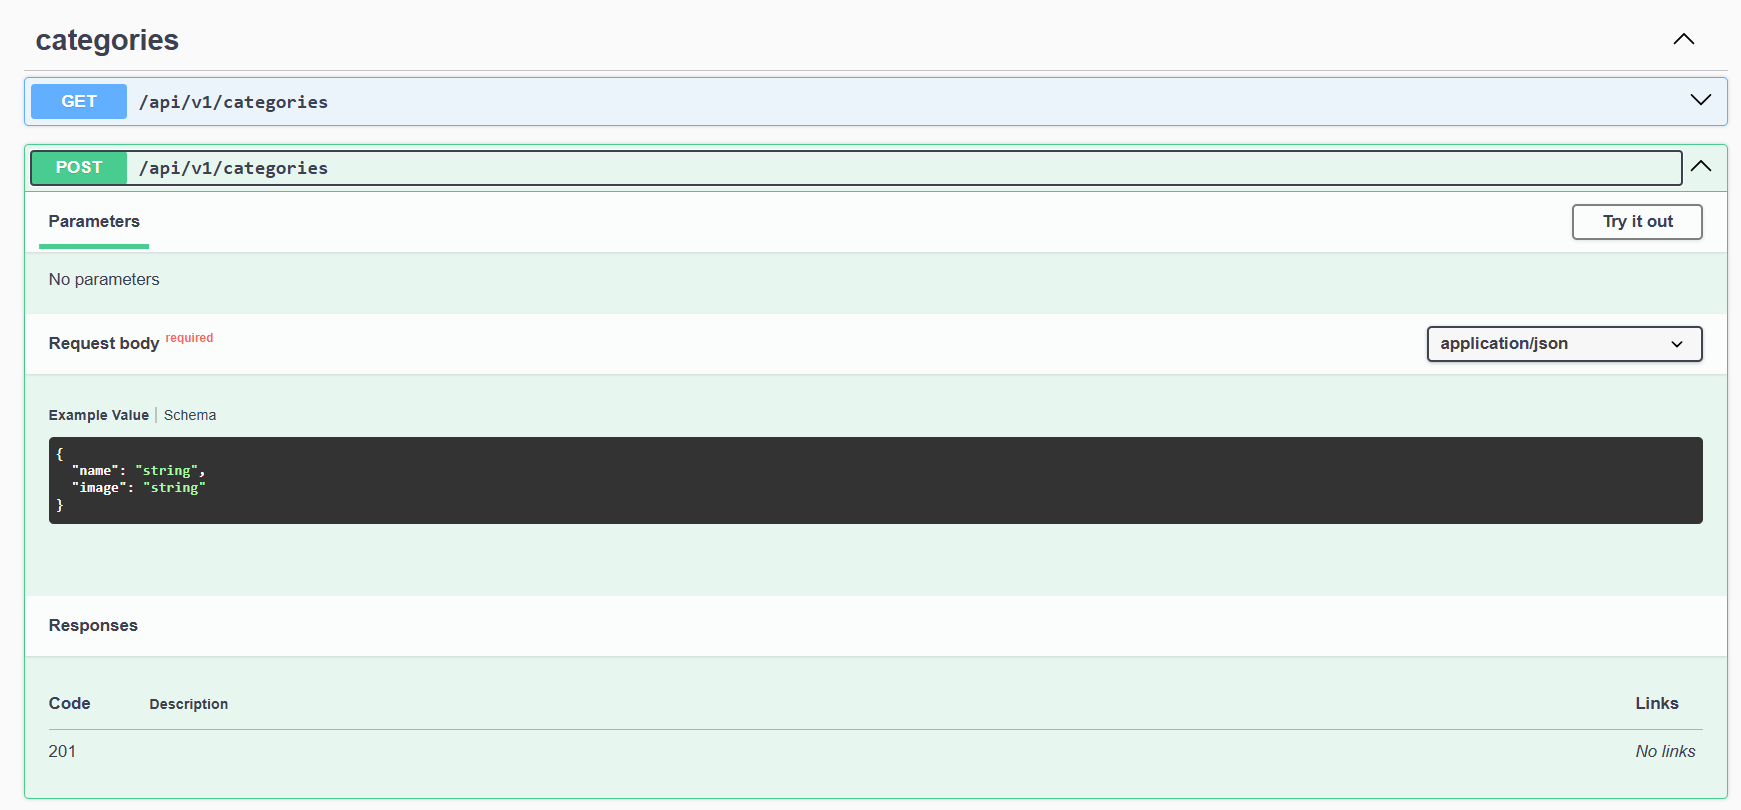 categories
GET /api/v1/categories
POST /api/v1/categories
Parameters Try it out
No parameters
Request body required application/json
Example Value | Schema
{
  "name": "string",
  "image": "string"
}
Responses
Code Description Links
201 No links